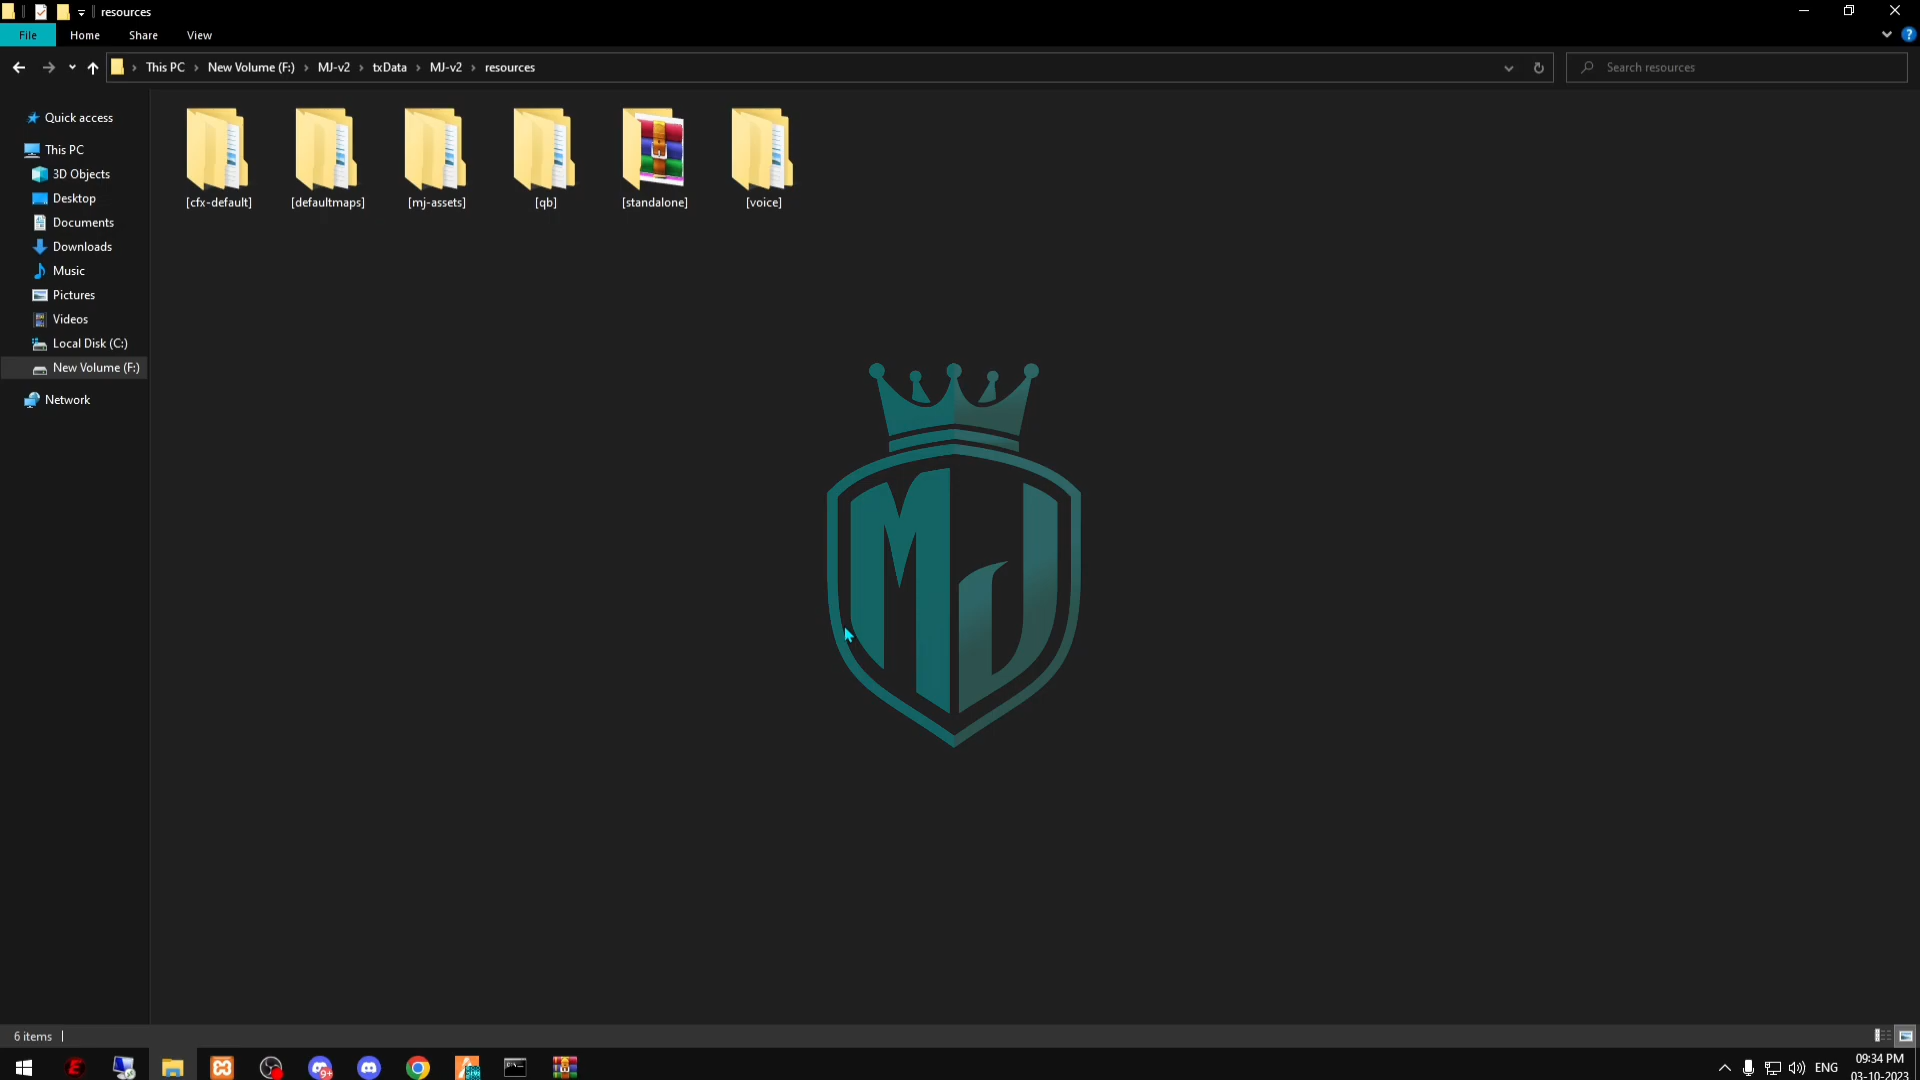 resources
File Home Share View
This PC New Volume (F:) MJ-v2 txData MJ-v2 resources
Search resources
Quick access
This PC
3D Objects
Desktop
Documents
Downloads
Music
Pictures
Videos
Local Disk (C:)
New Volume (F:)
Network
[cfx-default] [defaultmaps] [mj-assets] [qb] [standalone] [voice]
MJ
6 items
9+
ENG
09:34 PM
03-10-2023